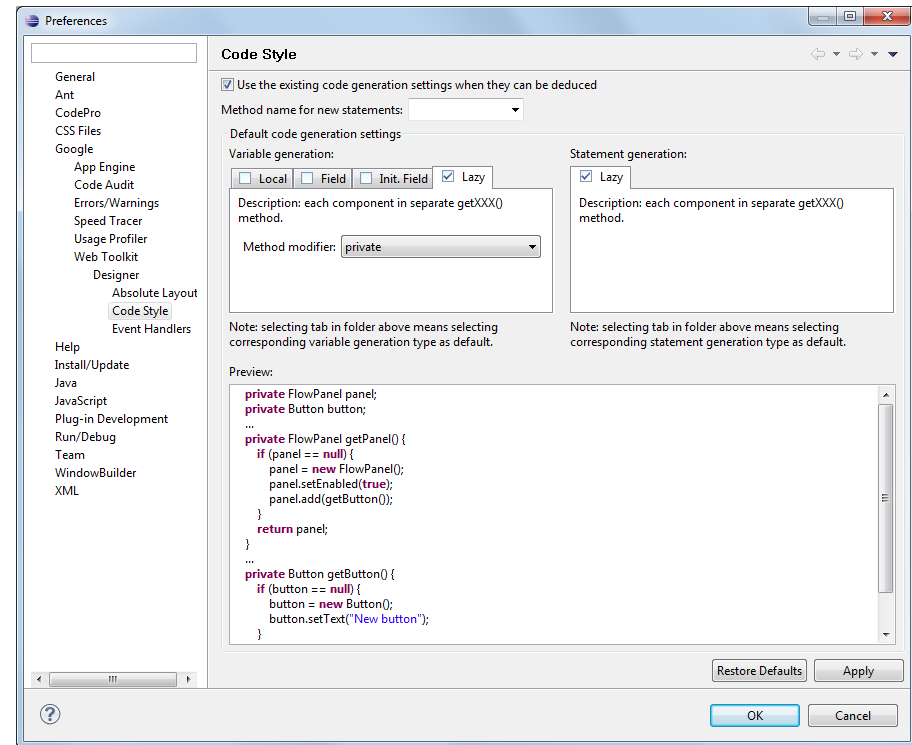 Preferences
General
Ant
CodePro
CSS Files
Google
App Engine
Code Audit
Errors/Warnings
Speed Tracer
Usage Profiler
Web Toolkit
Designer
Absolute Layout
Code Style
Event Handlers
Help
Install/Update
Java
JavaScript
Plug-in Development
Run/Debug
Team
WindowBuilder
XML
Code Style
Use the existing code generation settings when they can be deduced
Method name for new statements:
Default code generation settings
Variable generation:
Local Field Init. Field Lazy
Description: each component in separate getXXX()
method.
Method modifier: private
Note: selecting tab in folder above means selecting
corresponding variable generation type as default.
Statement generation:
Lazy
Description: each component in separate getXXX()
method.
Note: selecting tab in folder above means selecting
corresponding statement generation type as default.
Preview:
private FlowPanel panel;
private Button button;
...
private FlowPanel getPanel() {
if (panel == null) {
panel = new FlowPanel();
panel.setEnabled(true);
panel.add(getButton());
}
return panel;
}
...
private Button getButton() {
if (button == null) {
button = new Button();
button.setText("New button");
}
Restore Defaults Apply
? OK Cancel